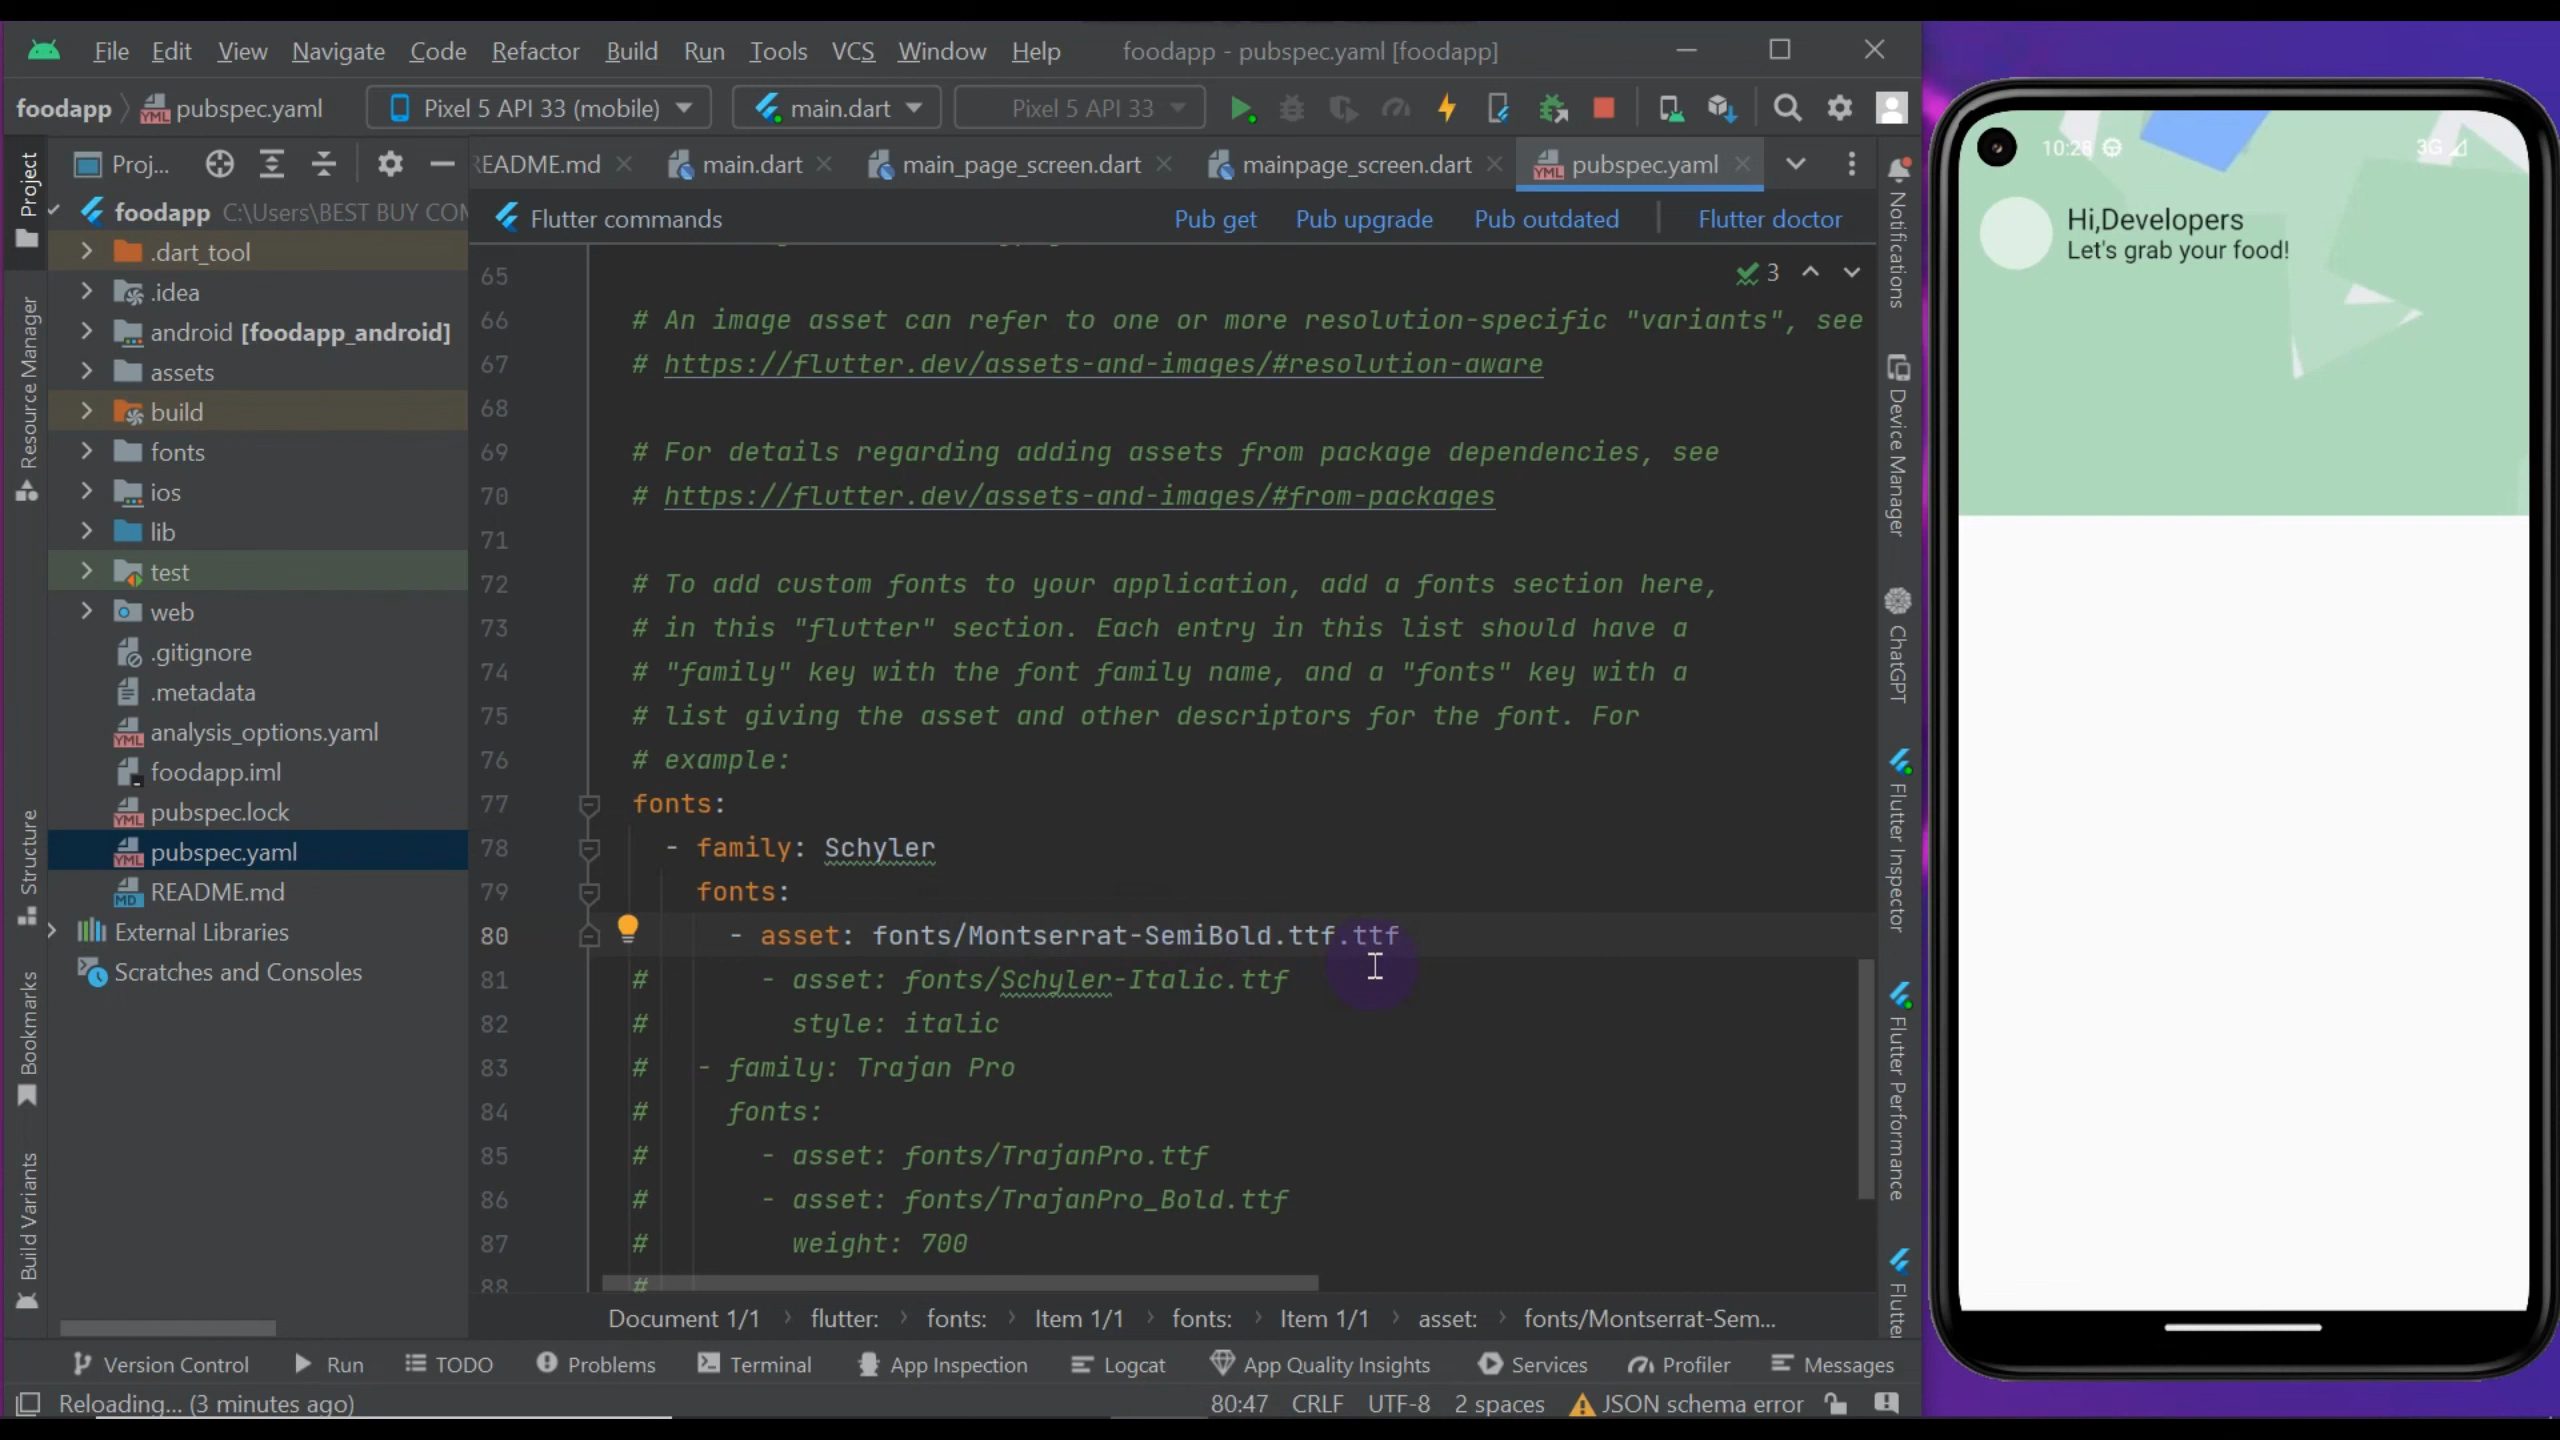 File Edit View Navigate Code Refactor Build Run Tools VCS Window Help foodapp - pubspec.yaml [foodapp]
foodapp pubspec.yaml Pixel 5 API 33 (mobile) main.dart Pixel 5 API 33
Proj... README.md main.dart main_page_screen.dart mainpage_screen.dart pubspec.yaml
Flutter commands Pub get Pub upgrade Pub outdated Flutter doctor
Project
Resource Manager
Structure
Bookmarks
Build Variants
foodapp C:\Users\BEST BUY COM
.dart_tool
.idea
android [foodapp_android]
assets
build
fonts
ios
lib
test
web
.gitignore
.metadata
analysis_options.yaml
foodapp.iml
pubspec.lock
pubspec.yaml
README.md
External Libraries
Scratches and Consoles
3
65
66 # An image asset can refer to one or more resolution-specific "variants", see
67 # https://flutter.dev/assets-and-images/#resolution-aware
68
69 # For details regarding adding assets from package dependencies, see
70 # https://flutter.dev/assets-and-images/#from-packages
71
72 # To add custom fonts to your application, add a fonts section here,
73 # in this "flutter" section. Each entry in this list should have a
74 # "family" key with the font family name, and a "fonts" key with a
75 # list giving the asset and other descriptors for the font. For
76 # example:
77 fonts:
78 - family: Schyler
79 fonts:
80 - asset: fonts/Montserrat-SemiBold.ttf.ttf
81 # - asset: fonts/Schyler-Italic.ttf
82 # style: italic
83 # - family: Trajan Pro
84 # fonts:
85 # - asset: fonts/TrajanPro.ttf
86 # - asset: fonts/TrajanPro_Bold.ttf
87 # weight: 700
88 #
Document 1/1 flutter: fonts: Item 1/1 fonts: Item 1/1 asset: fonts/Montserrat-Sem...
Notifications
Device Manager
ChatGPT
Flutter Inspector
Flutter Performance
Flutter
Version Control Run TODO Problems Terminal App Inspection Logcat App Quality Insights Services Profiler Messages
Reloading... (3 minutes ago) 80:47 CRLF UTF-8 2 spaces JSON schema error
10:28 3G
Hi,Developers
Let's grab your food!